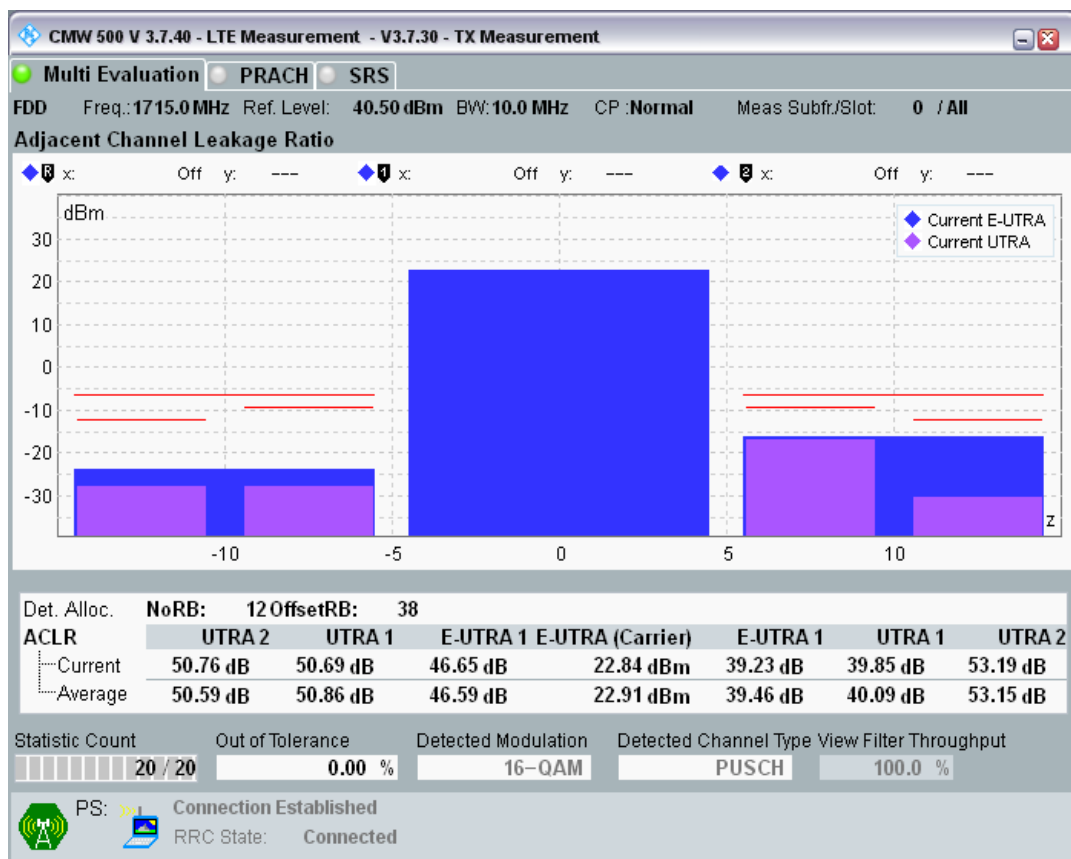 CMW 500 V 3.7.40 - LTE Measurement - V3.7.30 - TX Measurement
Multi Evaluation PRACH SRS
FDD Freq.: 1715.0 MHz Ref. Level: 40.50 dBm BW: 10.0 MHz CP : Normal Meas Subfr./Slot: 0 / All
Adjacent Channel Leakage Ratio
R x: Off y: --- 1 x: Off y: --- 2 x: Off y: ---
dBm
Current E-UTRA
Current UTRA
30
20
10
0
-10
-20
-30
z
-10 -5 0 5 10
Det. Alloc. NoRB: 12 OffsetRB: 38
ACLR UTRA 2 UTRA 1 E-UTRA 1 E-UTRA (Carrier) E-UTRA 1 UTRA 1 UTRA 2
Current 50.76 dB 50.69 dB 46.65 dB 22.84 dBm 39.23 dB 39.85 dB 53.19 dB
Average 50.59 dB 50.86 dB 46.59 dB 22.91 dBm 39.46 dB 40.09 dB 53.15 dB
Statistic Count Out of Tolerance Detected Modulation Detected Channel Type View Filter Throughput
20 / 20 0.00 % 16-QAM PUSCH 100.0 %
PS: Connection Established
RRC State: Connected